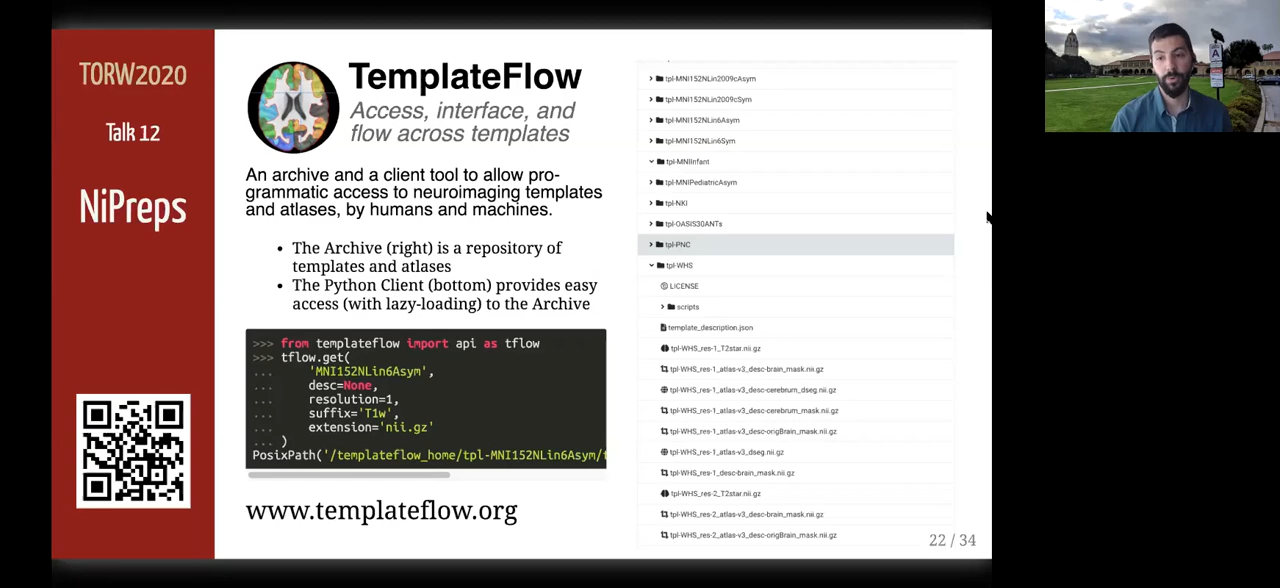 TORW2020
Talk 12
NiPreps
TemplateFlow
Access, interface, and
flow across templates
An archive and a client tool to allow pro-
grammatic access to neuroimaging templates
and atlases, by humans and machines.
• The Archive (right) is a repository of
templates and atlases
• The Python Client (bottom) provides easy
access (with lazy-loading) to the Archive
>>> from templateflow import api as tflow
>>> tflow.get(
... 'MNI152NLin6Asym',
... desc=None,
... resolution=1,
... suffix='T1w',
... extension='nii.gz'
... )
PosixPath('/templateflow_home/tpl-MNI152NLin6Asym/
www.templateflow.org
tpl-MNI152NLin2009cAsym
tpl-MNI152NLin2009cSym
tpl-MNI152NLin6Asym
tpl-MNI152NLin6Sym
tpl-MNIInfant
tpl-MNIPediatricAsym
tpl-NKI
tpl-OASIS30ANTs
tpl-PNC
tpl-WHS
LICENSE
scripts
template_description.json
tpl-WHS_res-1_T2star.nii.gz
tpl-WHS_res-1_atlas-v3_desc-brain_mask.nii.gz
tpl-WHS_res-1_atlas-v3_desc-cerebrum_dseg.nii.gz
tpl-WHS_res-1_atlas-v3_desc-cerebrum_mask.nii.gz
tpl-WHS_res-1_atlas-v3_desc-origBrain_mask.nii.gz
tpl-WHS_res-1_atlas-v3_dseg.nii.gz
tpl-WHS_res-1_desc-brain_mask.nii.gz
tpl-WHS_res-2_T2star.nii.gz
tpl-WHS_res-2_atlas-v3_desc-brain_mask.nii.gz
tpl-WHS_res-2_atlas-v3_desc-origBrain_mask.nii.gz
22 / 34
A